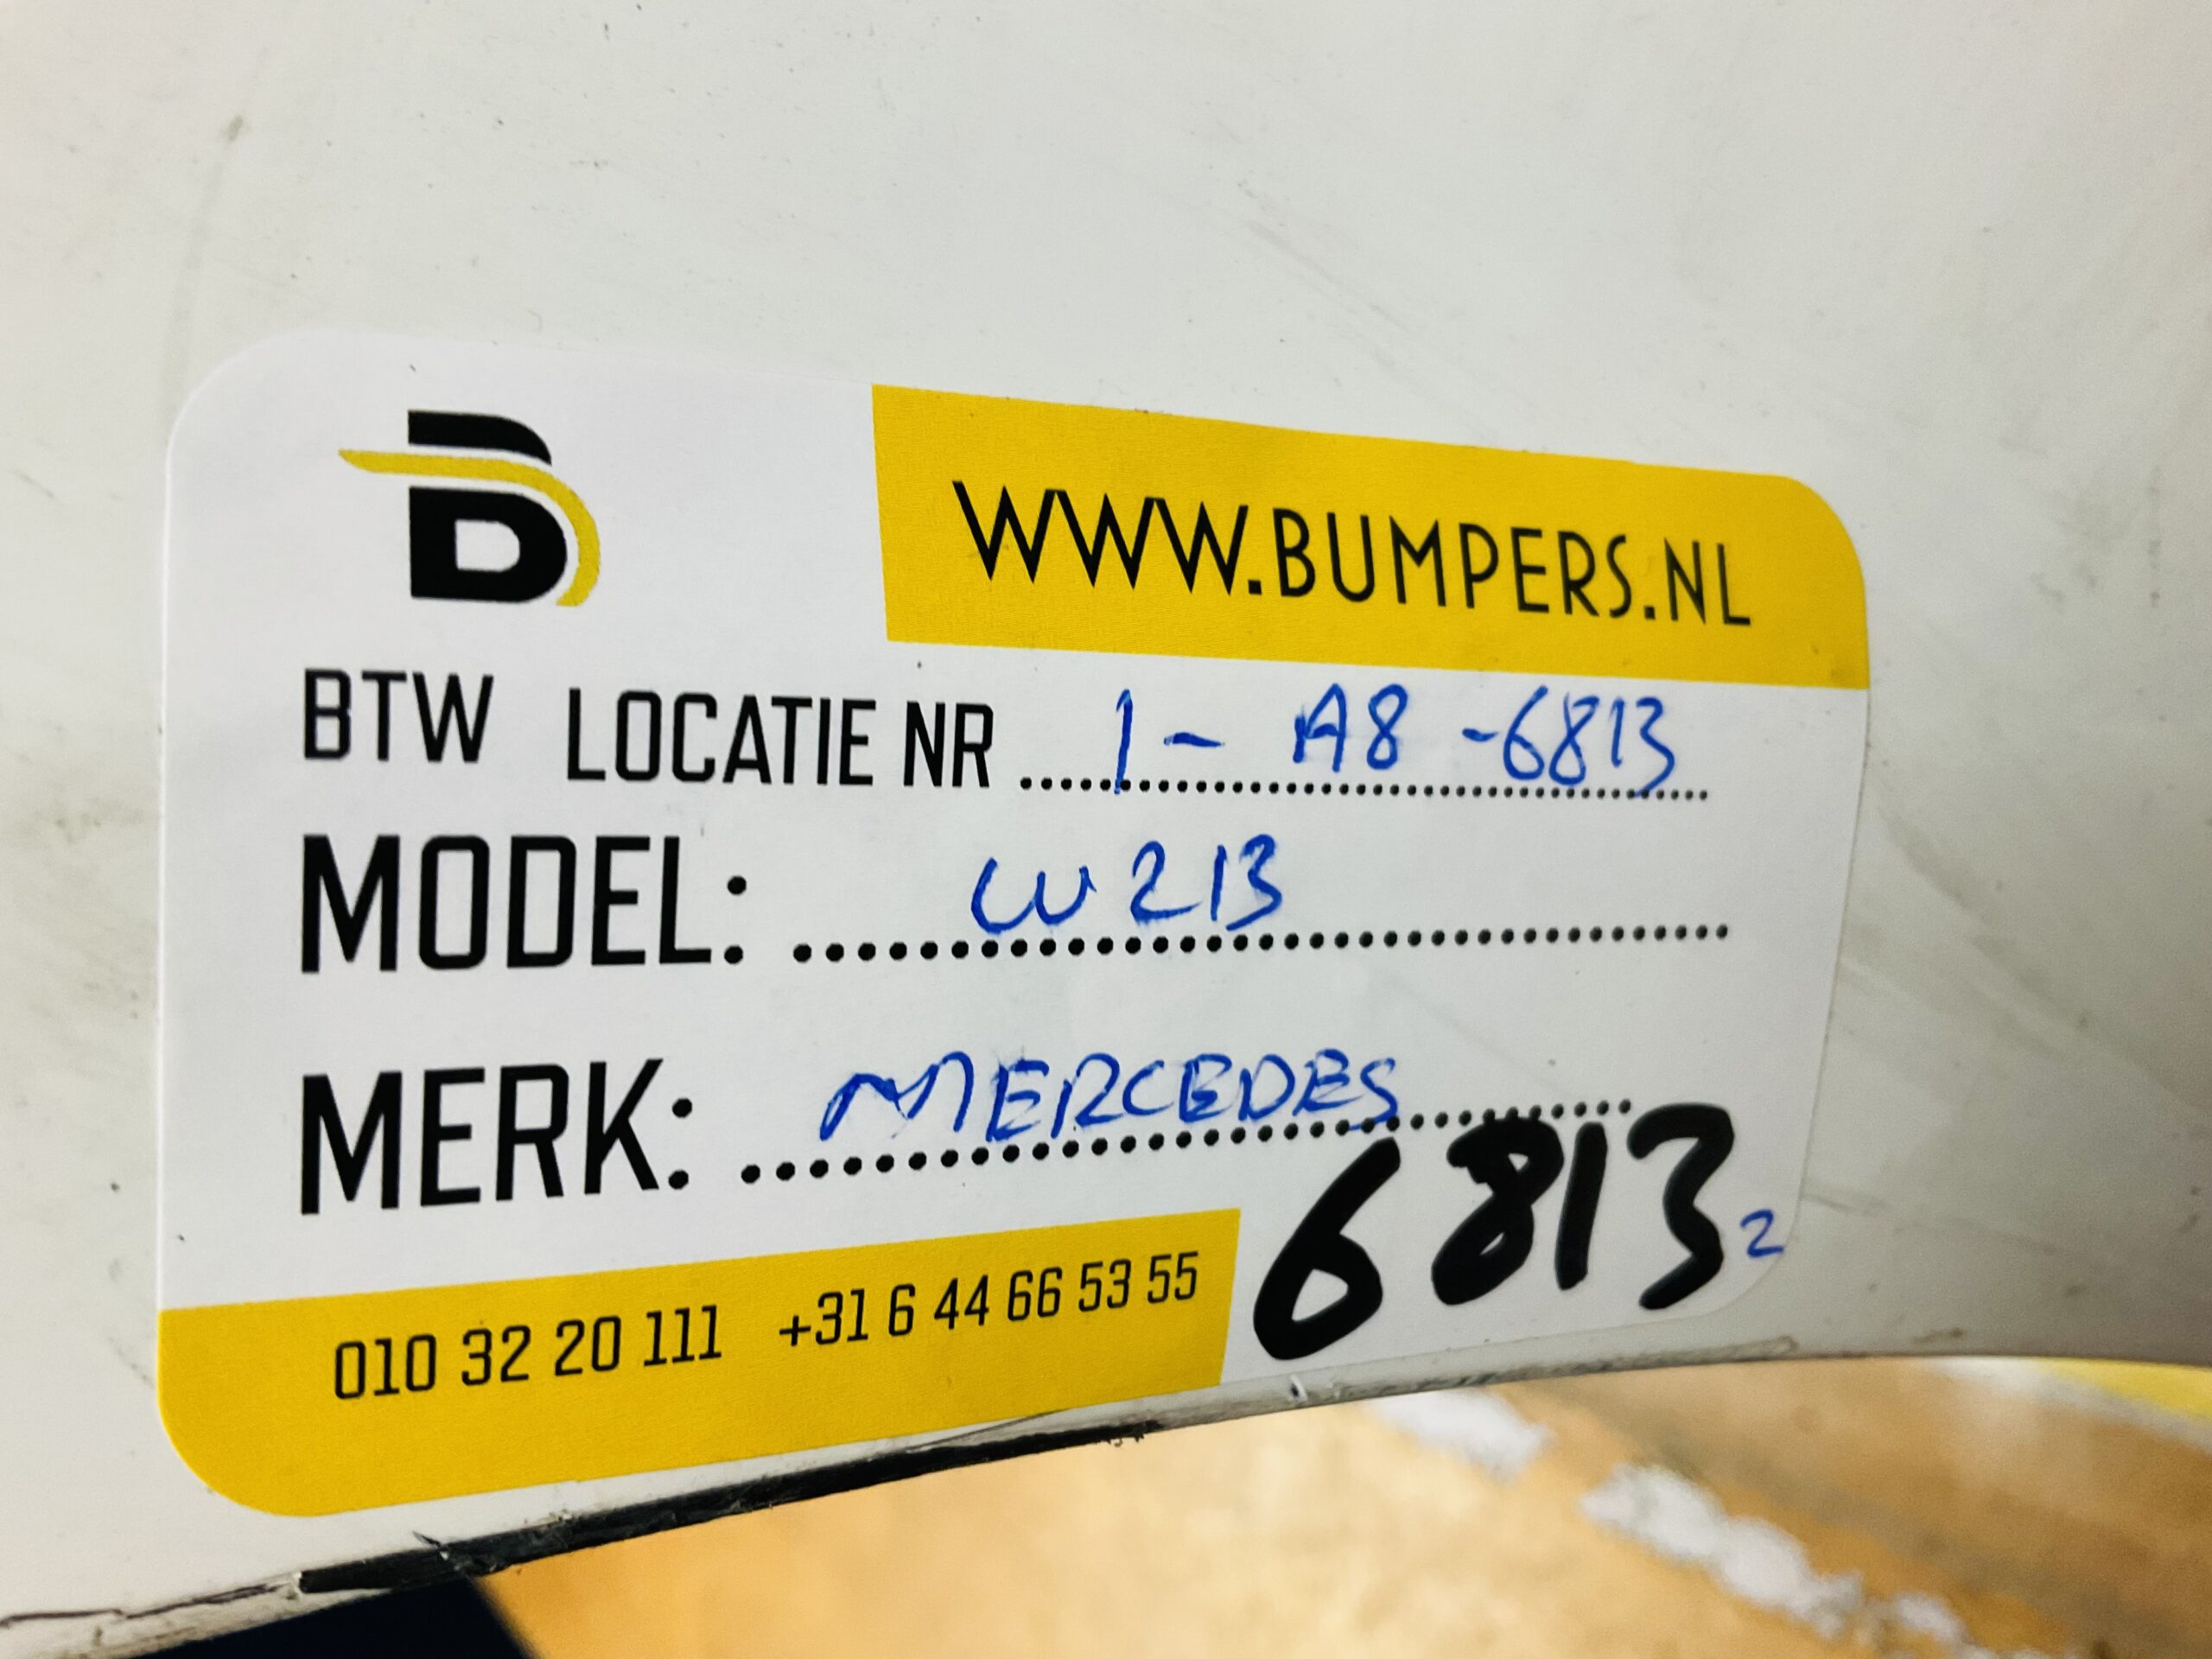 B
WWW.BUMPERS.NL
BTW LOCATIE NR 1 - A8 -6813
MODEL: W213
MERK: MERCEDES
6813 2
010 32 20 111 +31 6 44 66 53 55